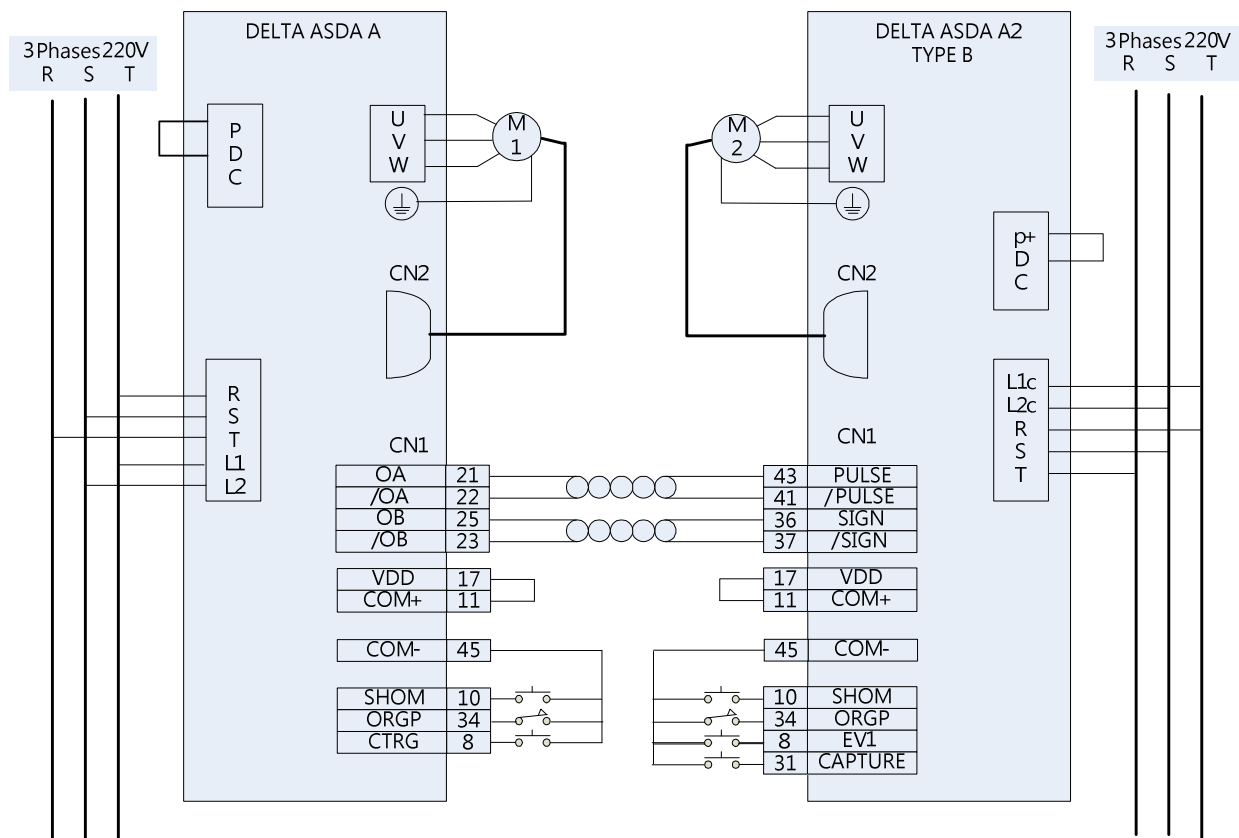 DELTA ASDA A
3Phases220V
R S T
P
D
C
U
V
W
M
1
CN2
R
S
T
L1
L2
CN1
OA 21
/OA 22
OB 25
/OB 23
VDD 17
COM+ 11
COM- 45
SHOM 10
ORGP 34
CTRG 8
DELTA ASDA A2
TYPE B
3Phases220V
R S T
M
2
U
V
W
p+
D
C
CN2
L1c
L2c
R
S
T
CN1
43 PULSE
41 /PULSE
36 SIGN
37 /SIGN
17 VDD
11 COM+
45 COM-
10 SHOM
34 ORGP
8 EV1
31 CAPTURE